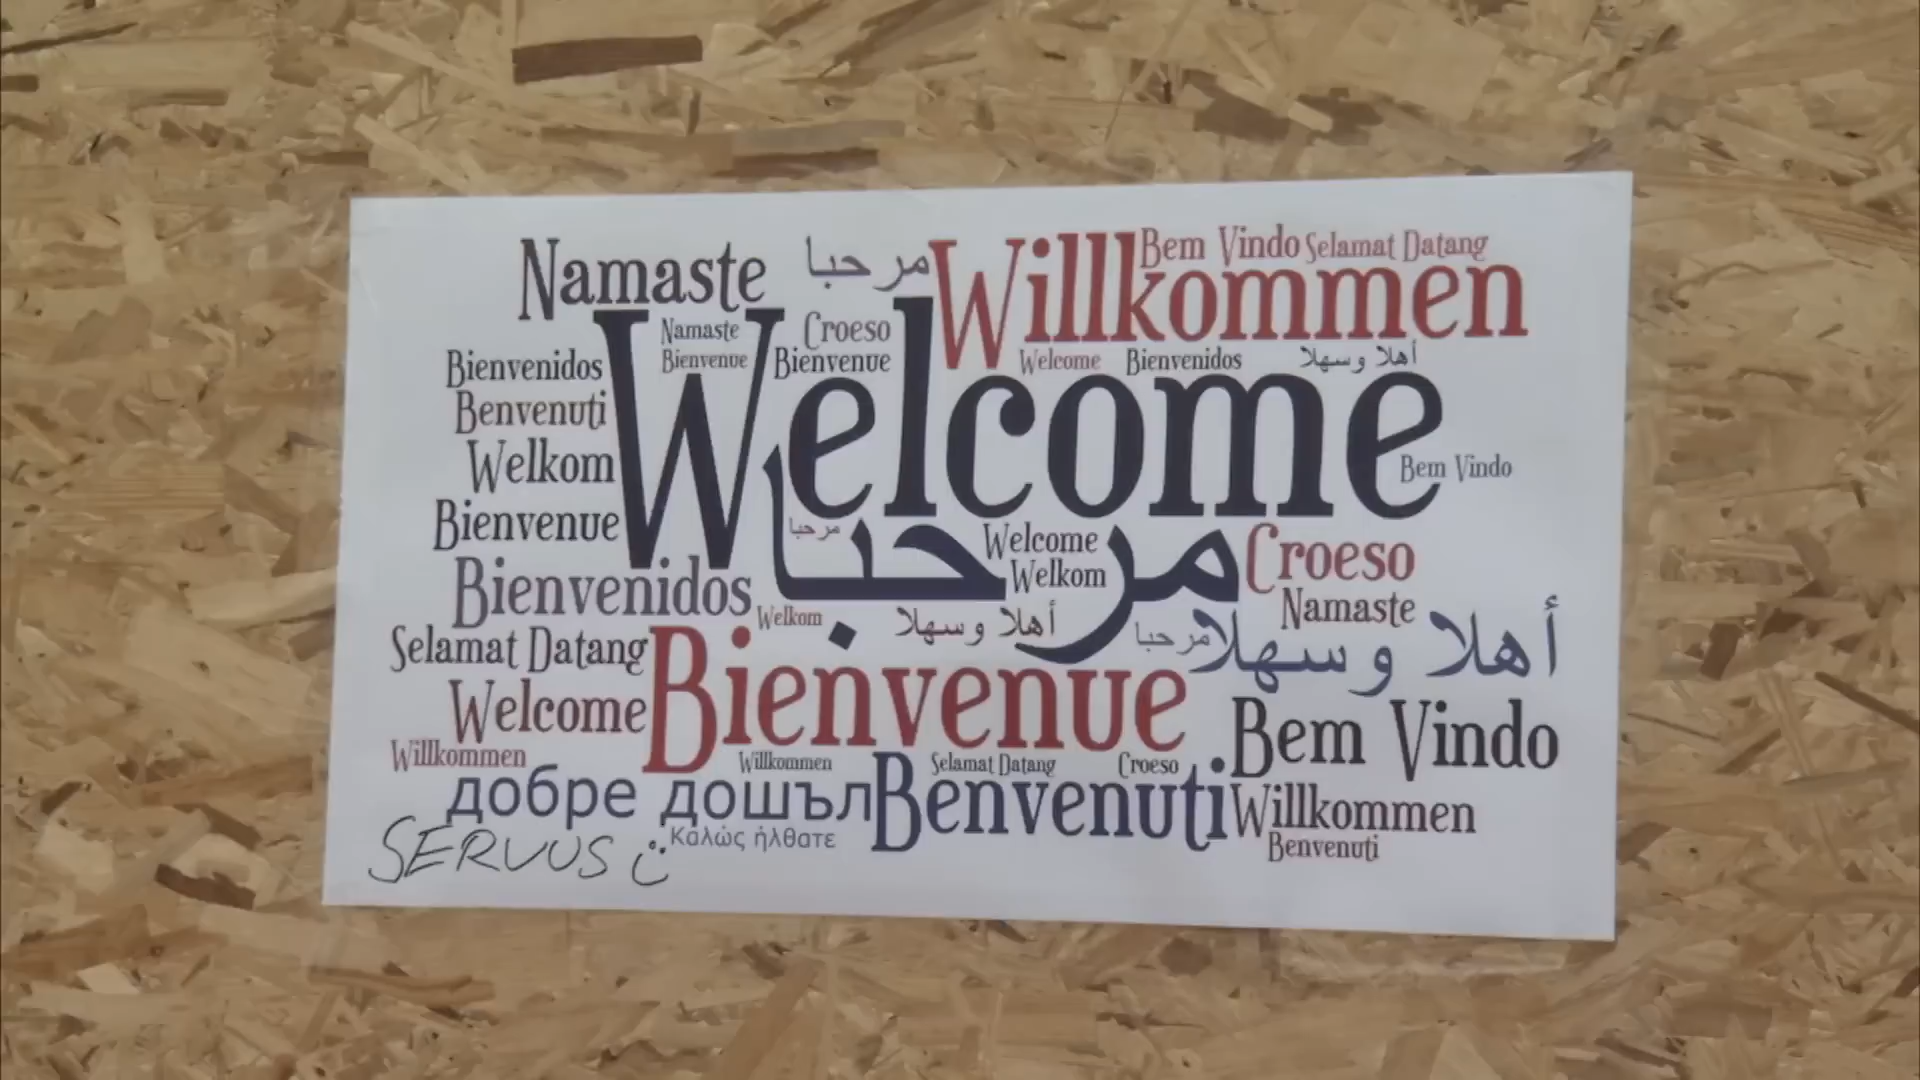 Namaste مرحبا Willkommen Bem Vindo Selamat Datang
Namaste Croeso
Bienvenidos Bienvenue Bienvenue Welcome Bienvenidos أهلا وسهلا
Benvenuti Welcome
Welkom Bem Vindo
Bienvenue مرحبا مرحبا Welcome Croeso
Bienvenidos Welkom Namaste
Welkom أهلا وسهلا مرحبا أهلا وسهلا
Selamat Datang Bienvenue
Welcome Bem Vindo
Willkommen Willkommen Selamat Datang Croeso
добре дошъл Benvenuti Willkommen
SERVUS Καλώς ήλθατε Benvenuti